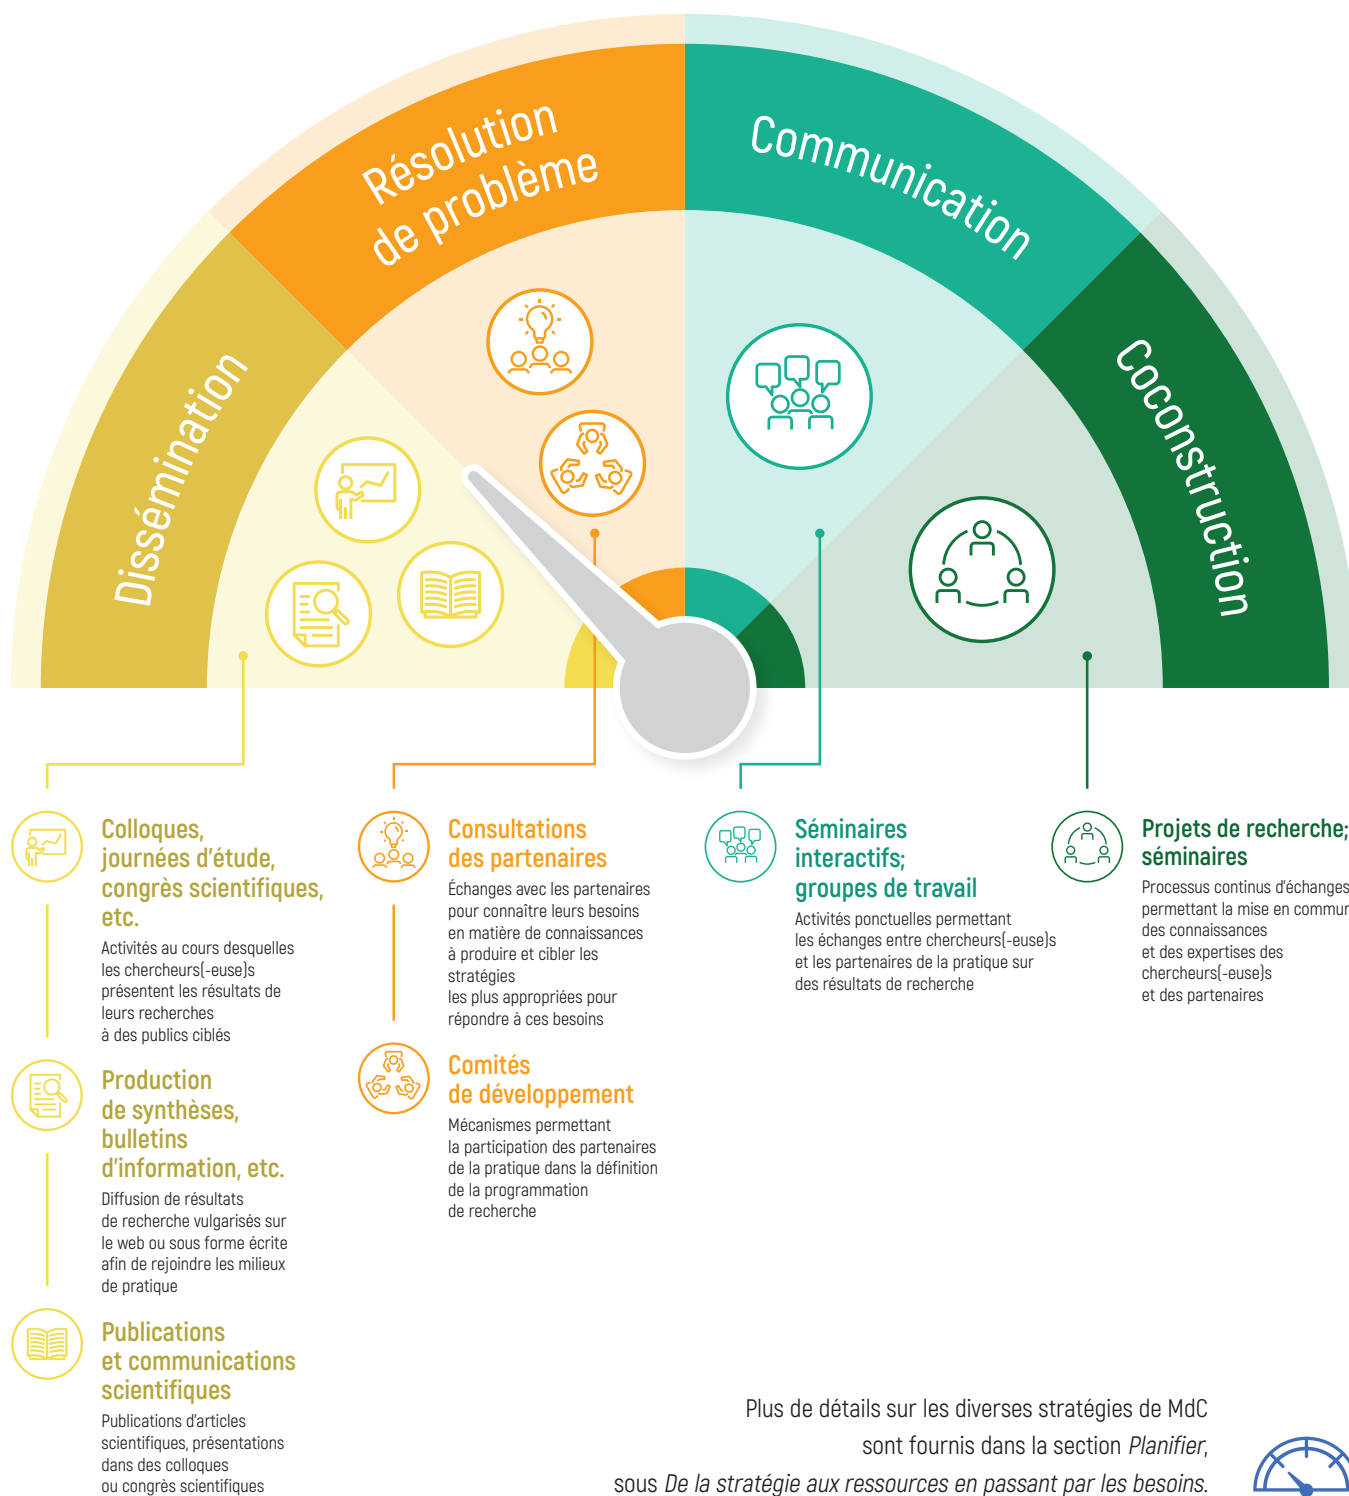 Dissémination
Résolution
de problème
Communication
Coconstruction
Colloques,
journées d'étude,
congrès scientifiques,
etc.
Activités au cours desquelles
les chercheurs(-euse)s
présentent les résultats de
leurs recherches
à des publics ciblés
Production
de synthèses,
bulletins
d'information, etc.
Diffusion de résultats
de recherche vulgarisés sur
le web ou sous forme écrite
afin de rejoindre les milieux
de pratique
Publications
et communications
scientifiques
Publications d'articles
scientifiques, présentations
dans des colloques
ou congrès scientifiques
Consultations
des partenaires
Échanges avec les partenaires
pour connaître leurs besoins
en matière de connaissances
à produire et cibler les
stratégies
les plus appropriées pour
répondre à ces besoins
Comités
de développement
Mécanismes permettant
la participation des partenaires
de la pratique dans la définition
de la programmation
de recherche
Séminaires
interactifs;
groupes de travail
Activités ponctuelles permettant
les échanges entre chercheurs(-euse)s
et les partenaires de la pratique sur
des résultats de recherche
Projets de recherche;
séminaires
Processus continus d'échanges
permettant la mise en commun
des connaissances
et des expertises des
chercheurs(-euse)s
et des partenaires
Plus de détails sur les diverses stratégies de MdC
sont fournis dans la section Planifier,
sous De la stratégie aux ressources en passant par les besoins.